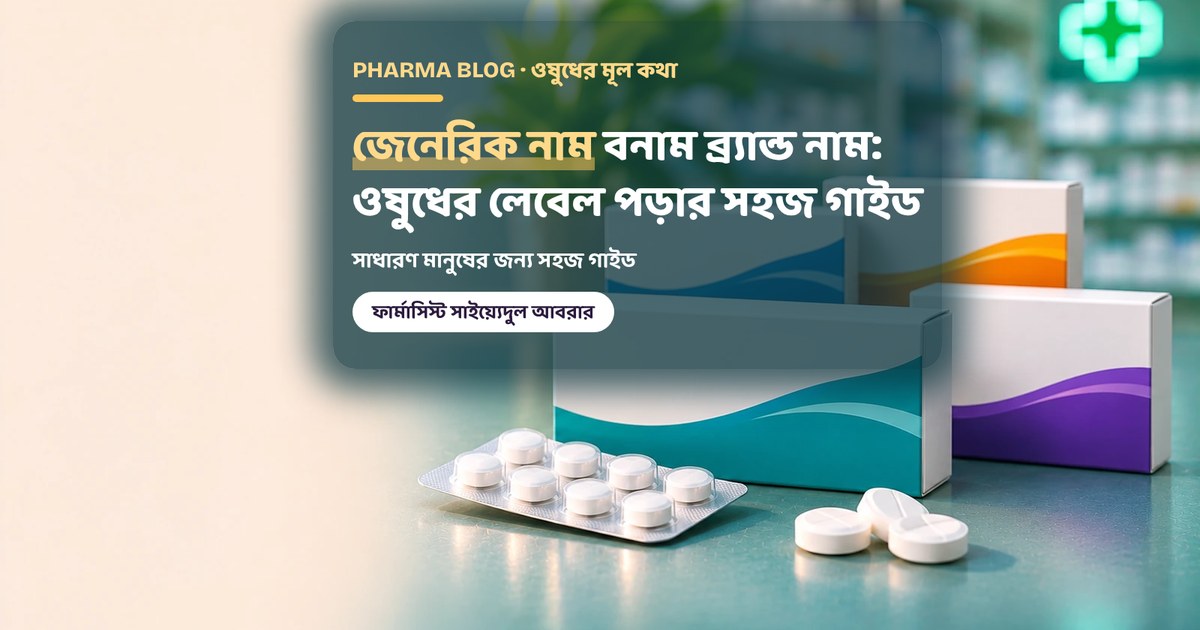 PHARMA BLOG · ওষুধের মূল কথা
জেনেরিক নাম বনাম ব্র্যান্ড নাম:
ওষুধের লেবেল পড়ার সহজ গাইড
সাধারণ মানুষের জন্য সহজ গাইড
ফার্মাসিস্ট সাইয়্যেদুল আবরার